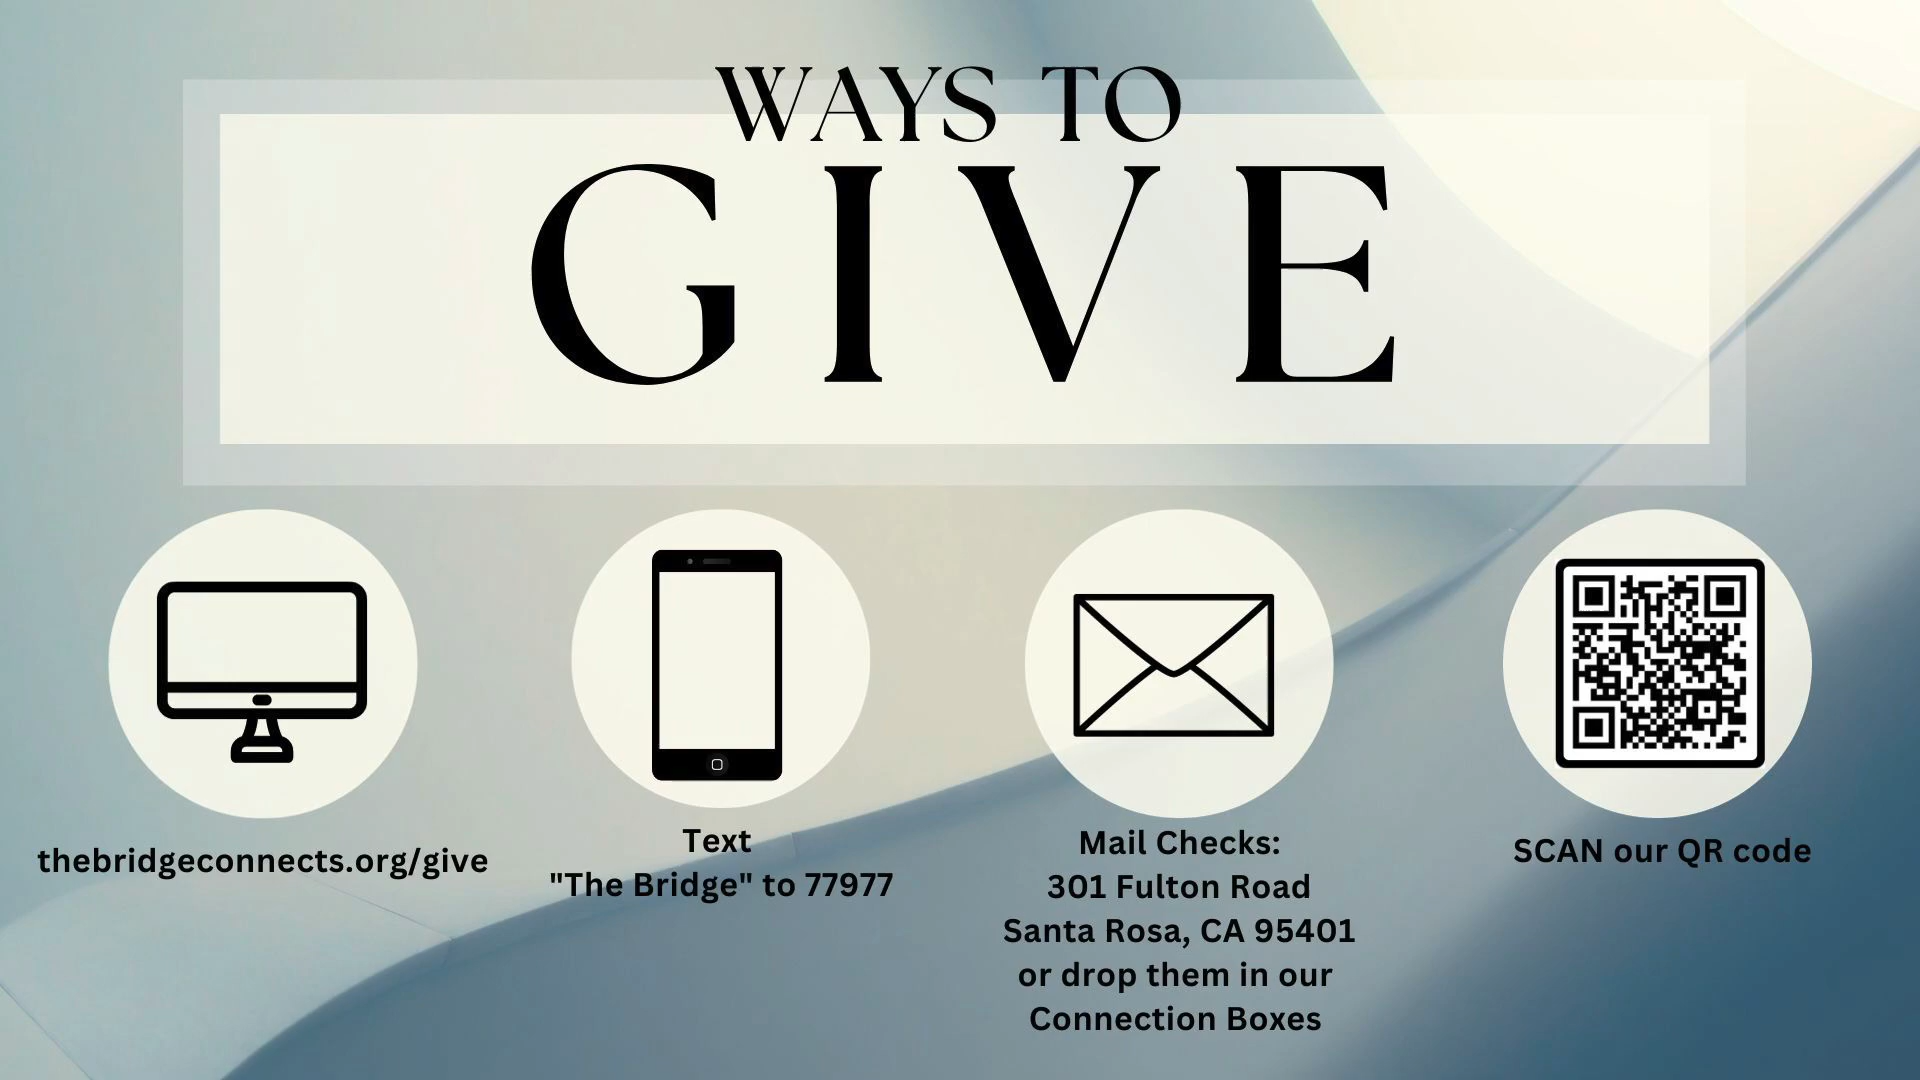 WAYS TO
GIVE
thebridgeconnects.org/give
Text
"The Bridge" to 77977
Mail Checks:
301 Fulton Road
Santa Rosa, CA 95401
or drop them in our
Connection Boxes
SCAN our QR code